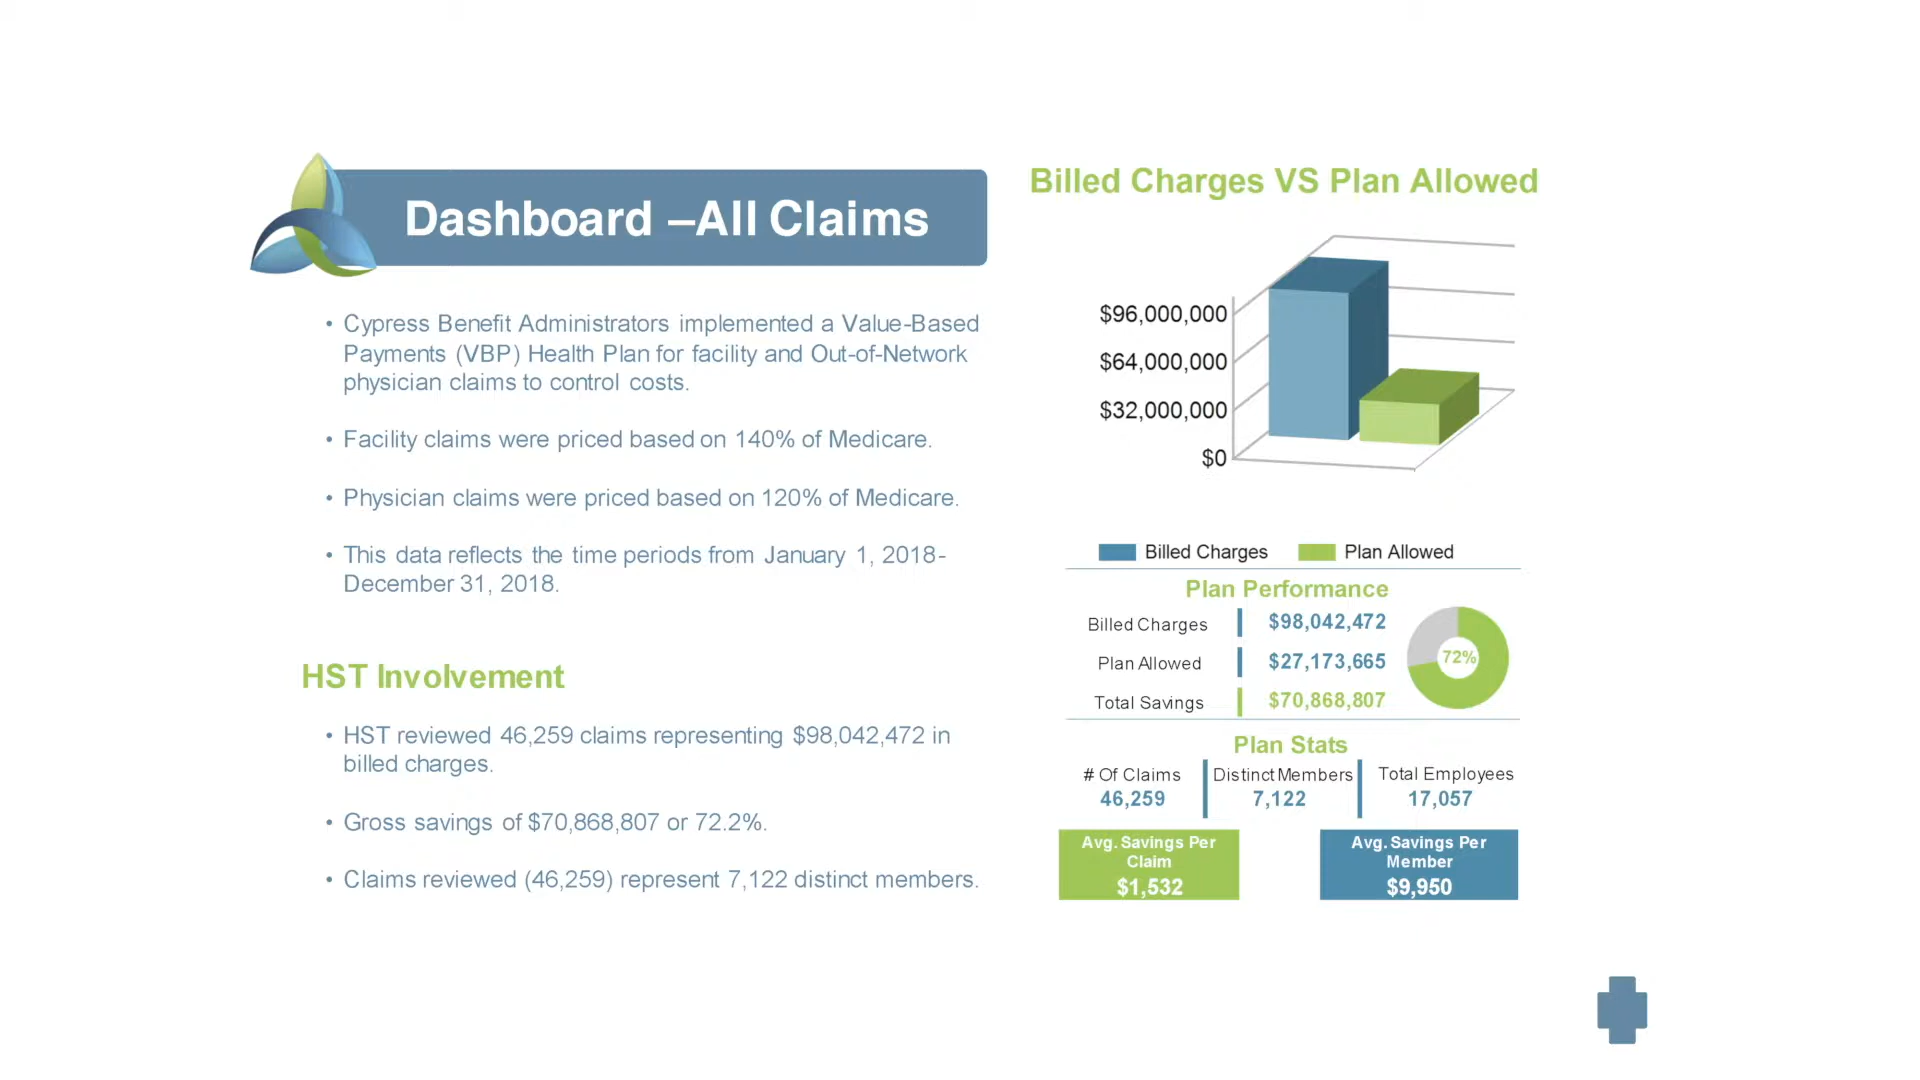 Dashboard –All Claims
• Cypress Benefit Administrators implemented a Value-Based
Payments (VBP) Health Plan for facility and Out-of-Network
physician claims to control costs.
• Facility claims were priced based on 140% of Medicare.
• Physician claims were priced based on 120% of Medicare.
• This data reflects the time periods from January 1, 2018-
December 31, 2018.
HST Involvement
• HST reviewed 46,259 claims representing $98,042,472 in
billed charges.
• Gross savings of $70,868,807 or 72.2%.
• Claims reviewed (46,259) represent 7,122 distinct members.
Billed Charges VS Plan Allowed
$96,000,000
$64,000,000
$32,000,000
$0
Billed Charges Plan Allowed
Plan Performance
Billed Charges $98,042,472
Plan Allowed $27,173,665
Total Savings $70,868,807
72%
Plan Stats
# Of Claims Distinct Members Total Employees
46,259 7,122 17,057
Avg. Savings Per
Claim
$1,532
Avg. Savings Per
Member
$9,950